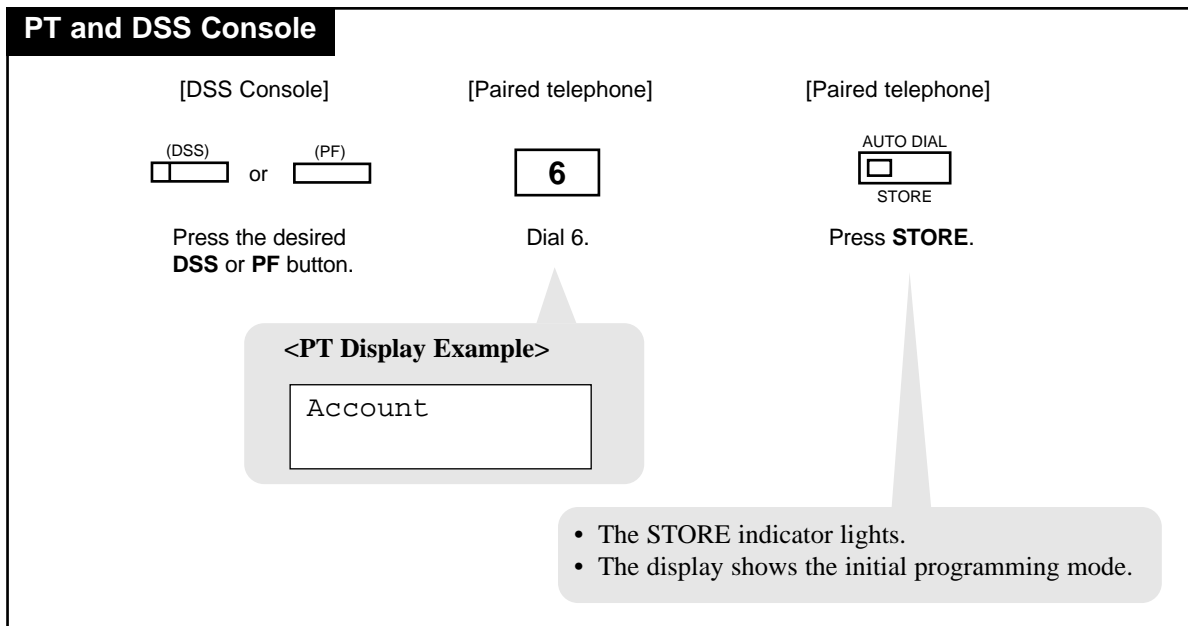 PT and DSS Console
[DSS Console] [Paired telephone] [Paired telephone]
(DSS) or (PF)
6
AUTO DIAL
STORE
Press the desired
DSS or PF button.
Dial 6.
Press STORE.
<PT Display Example>
Account
• The STORE indicator lights.
• The display shows the initial programming mode.